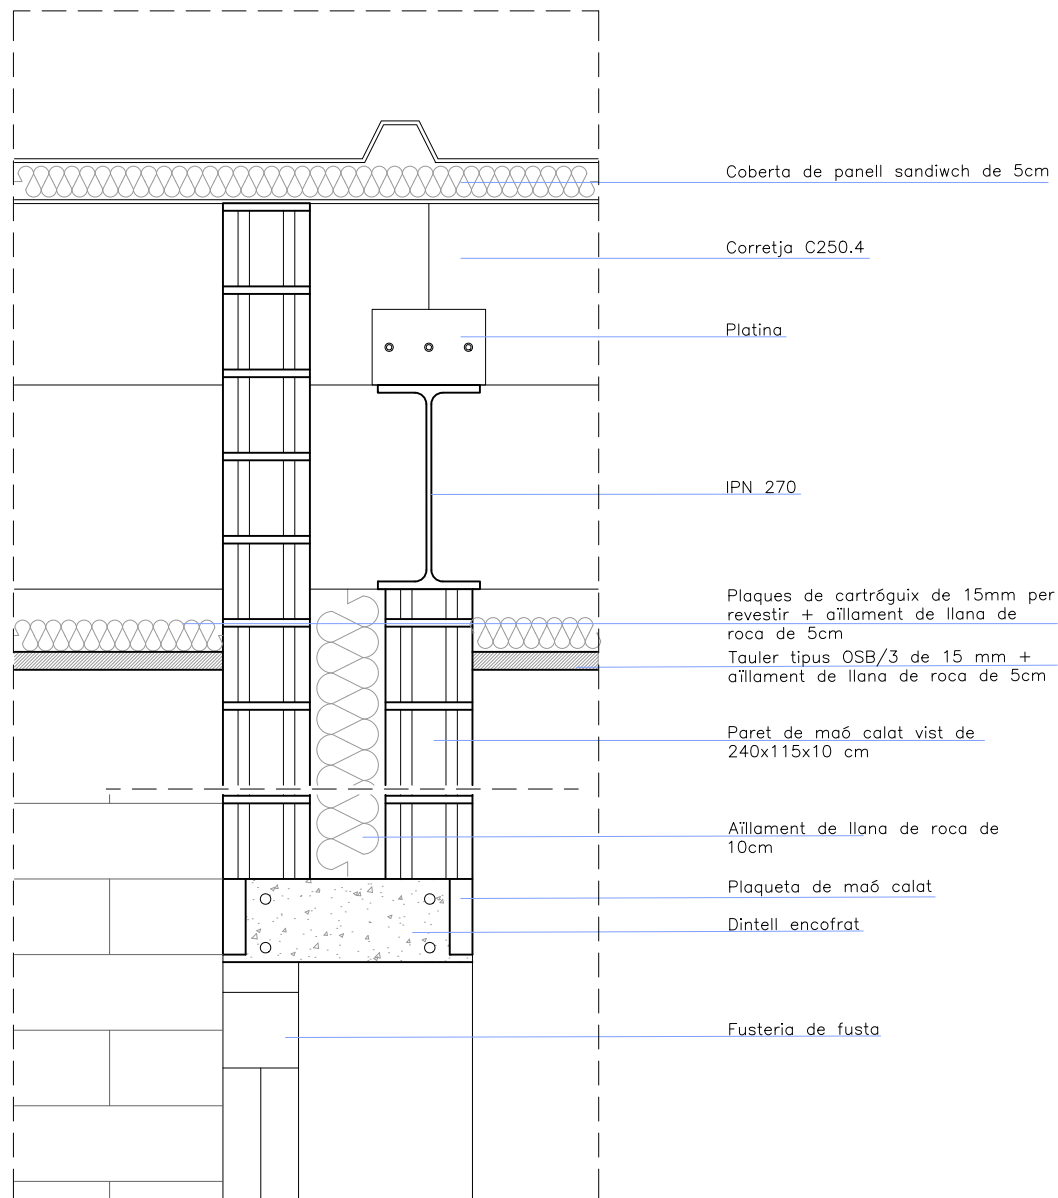 Coberta de panell sandiwch de 5cm
Corretja C250.4
Platina
IPN 270
Plaques de cartróguix de 15mm per
revestir + aïllament de llana de
roca de 5cm
Tauler tipus OSB/3 de 15 mm +
aïllament de llana de roca de 5cm
Paret de maó calat vist de
240x115x10 cm
Aïllament de llana de roca de
10cm
Plaqueta de maó calat
Dintell encofrat
Fusteria de fusta